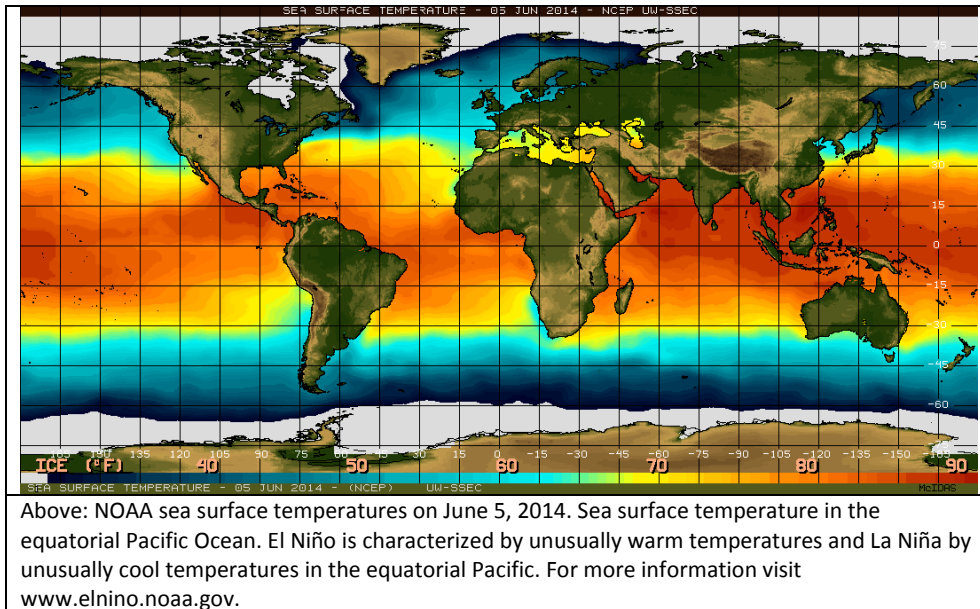 SEA SURFACE TEMPERATURE - 05 JUN 2014 - NCEP UW-SSEC
75
60
45
30
15
0
-15
-30
-45
-60
165 150 135 120 105 90 75 60 45 30 15 0 -15 -30 -45 -60 -75 -90 -105 -120 -135 -150 -165
ICE (ºF) 40 50 60 70 80 90
SEA SURFACE TEMPERATURE - 05 JUN 2014 - (NCEP) UW-SSEC McIDAS
Above: NOAA sea surface temperatures on June 5, 2014. Sea surface temperature in the
equatorial Pacific Ocean. El Niño is characterized by unusually warm temperatures and La Niña by
unusually cool temperatures in the equatorial Pacific. For more information visit
www.elnino.noaa.gov.